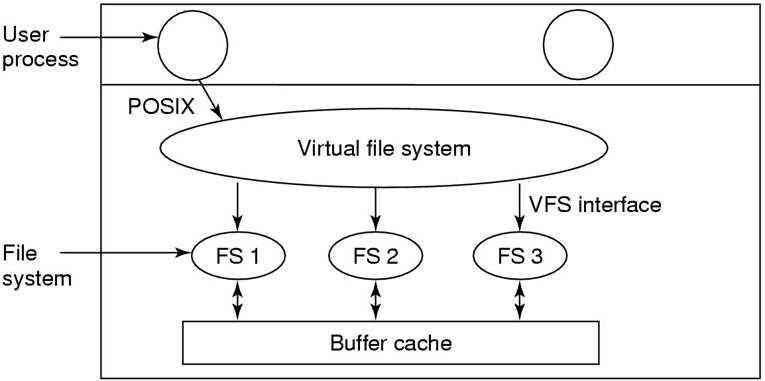 User
process
POSIX
Virtual file system
VFS interface
File
system
FS 1
FS 2
FS 3
Buffer cache